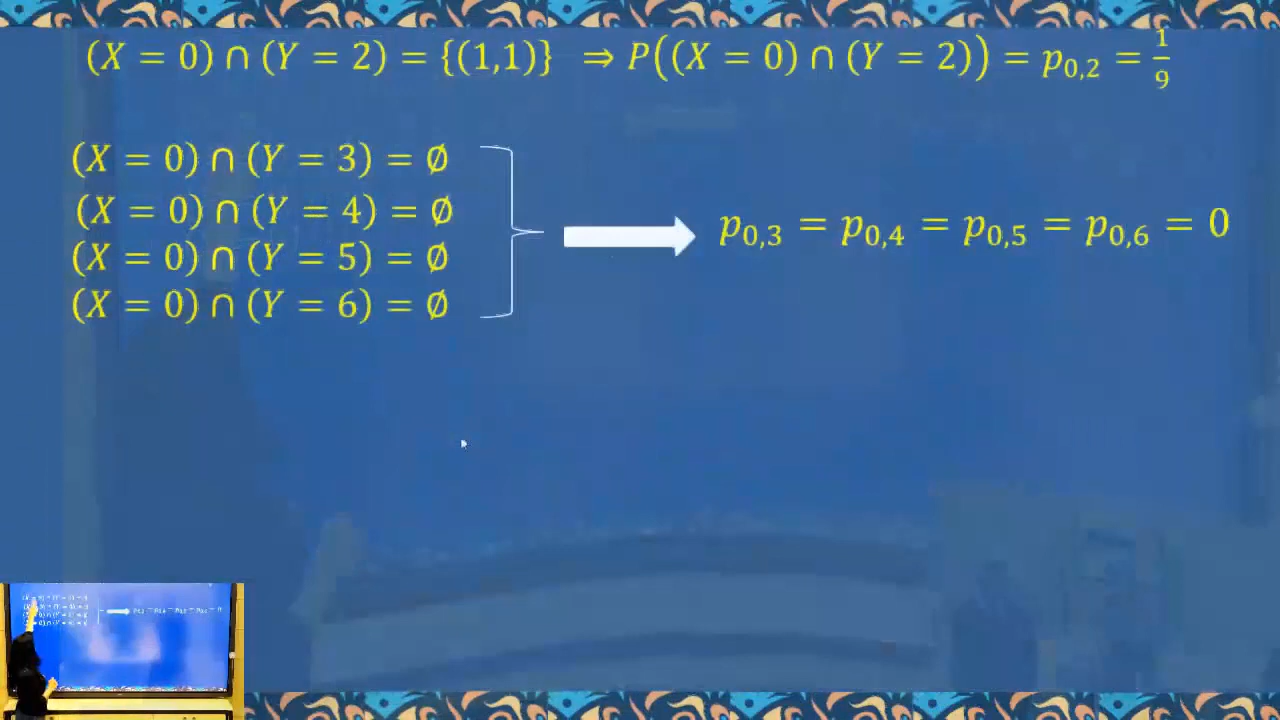 (X = 0) ∩ (Y = 2) = {(1,1)} ⇒ P((X = 0) ∩ (Y = 2)) = p₀,₂ = 1/9
(X = 0) ∩ (Y = 3) = ∅
(X = 0) ∩ (Y = 4) = ∅
(X = 0) ∩ (Y = 5) = ∅
(X = 0) ∩ (Y = 6) = ∅
p₀,₃ = p₀,₄ = p₀,₅ = p₀,₆ = 0